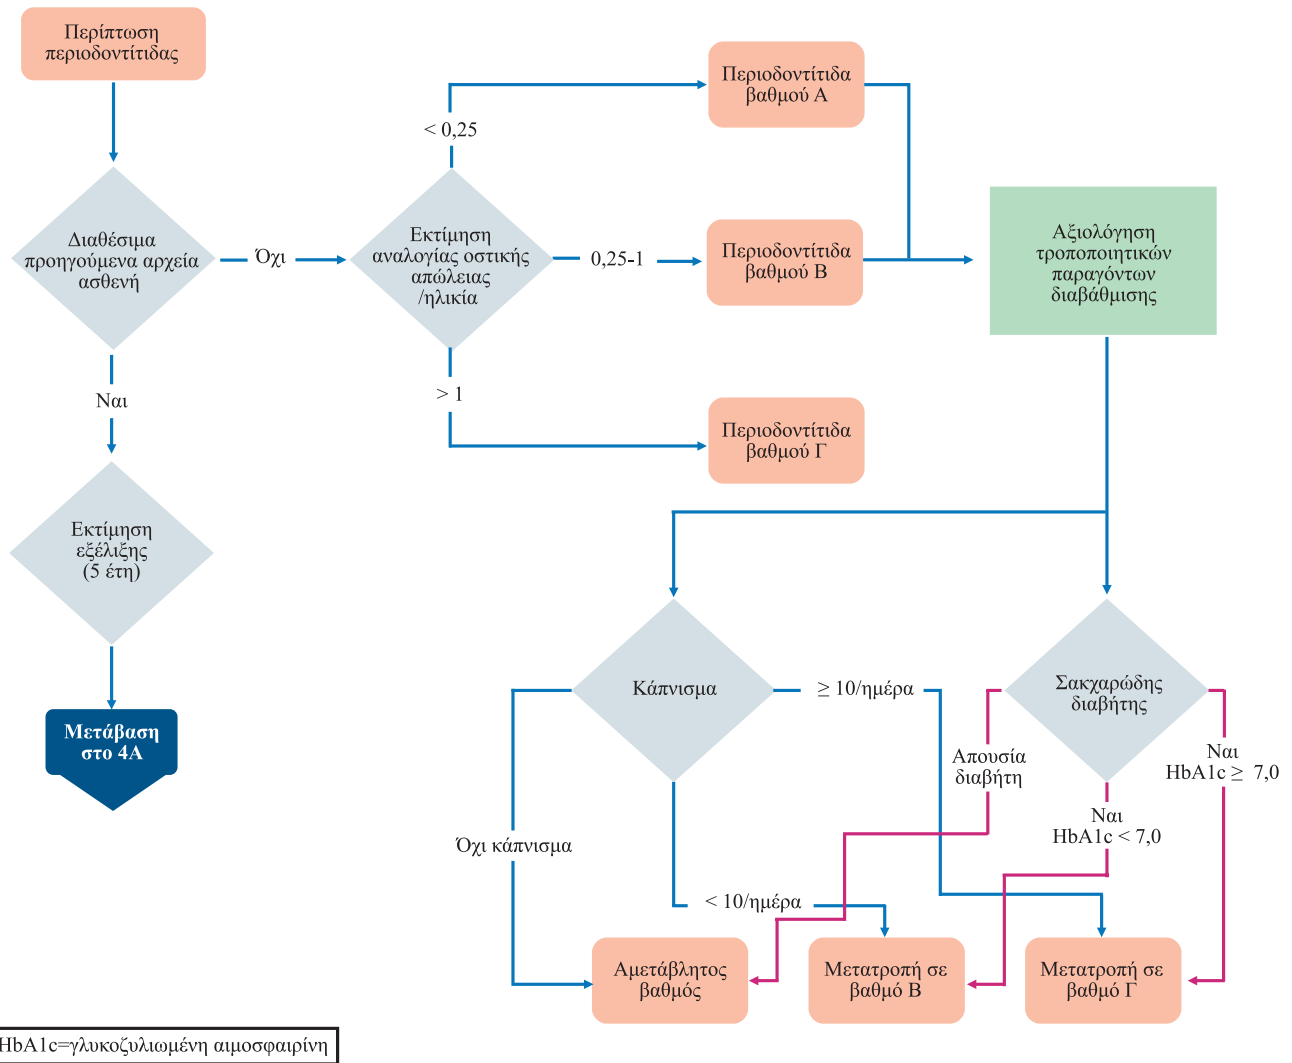 Περίπτωση
περιοδοντίτιδας
Διαθέσιμα
προηγούμενα αρχεία
ασθενή
Όχι
Ναι
Εκτίμηση
εξέλιξης
(5 έτη)
Μετάβαση
στο 4Α
Εκτίμηση
αναλογίας οστικής
απώλειας
/ηλικία
< 0,25
0,25-1
> 1
Περιοδοντίτιδα
βαθμού Α
Περιοδοντίτιδα
βαθμού Β
Περιοδοντίτιδα
βαθμού Γ
Αξιολόγηση
τροποποιητικών
παραγόντων
διαβάθμισης
Κάπνισμα
≥ 10/ημέρα
Όχι κάπνισμα
< 10/ημέρα
Σακχαρώδης
διαβήτης
Απουσία
διαβήτη
Ναι
HbA1c < 7,0
Ναι
HbA1c ≥ 7,0
Αμετάβλητος
βαθμός
Μετατροπή σε
βαθμό Β
Μετατροπή σε
βαθμό Γ
HbA1c=γλυκοζυλιωμένη αιμοσφαιρίνη